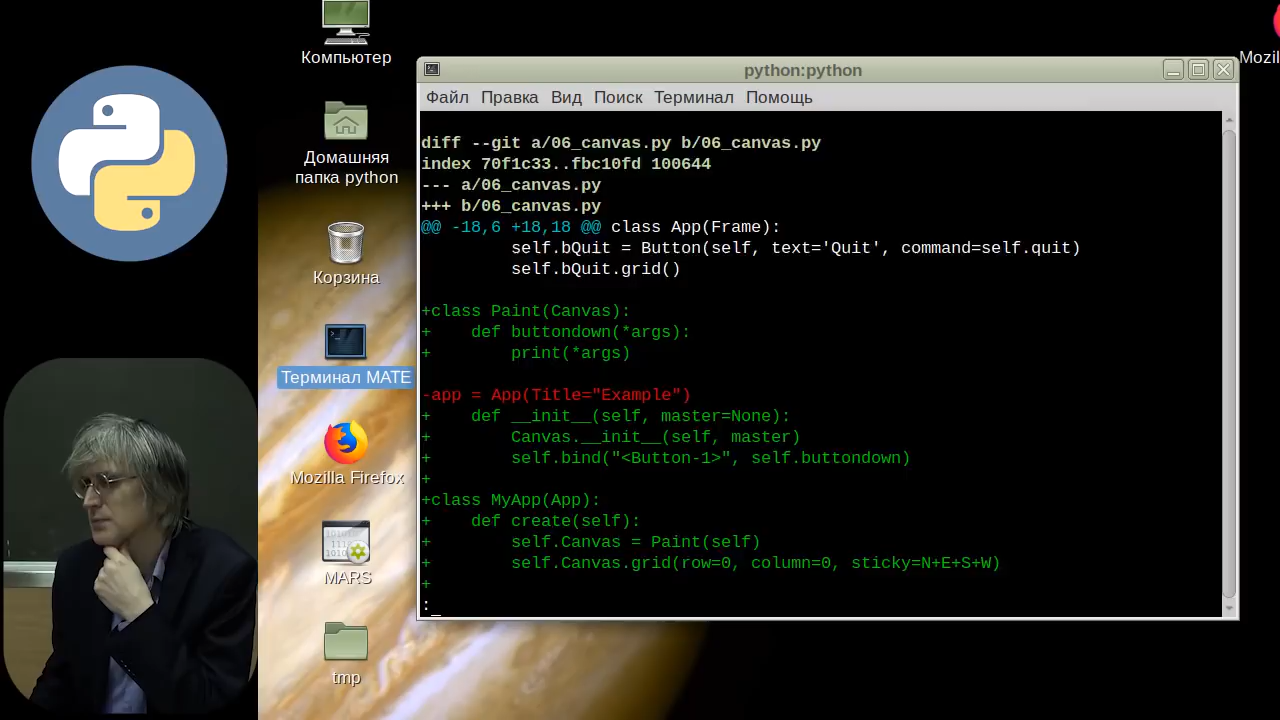 Компьютер
Домашняя
папка python
Корзина
Терминал MATE
Mozilla Firefox
MARS
tmp
python:python
Файл Правка Вид Поиск Терминал Помощь
diff --git a/06_canvas.py b/06_canvas.py
index 70f1c33..fbc10fd 100644
--- a/06_canvas.py
+++ b/06_canvas.py
@@ -18,6 +18,18 @@ class App(Frame):
         self.bQuit = Button(self, text='Quit', command=self.quit)
         self.bQuit.grid()
+class Paint(Canvas):
+    def buttondown(*args):
+        print(*args)
-app = App(Title="Example")
+    def __init__(self, master=None):
+        Canvas.__init__(self, master)
+        self.bind("<Button-1>", self.buttondown)
+
+class MyApp(App):
+    def create(self):
+        self.Canvas = Paint(self)
+        self.Canvas.grid(row=0, column=0, sticky=N+E+S+W)
+
:_
Mozil